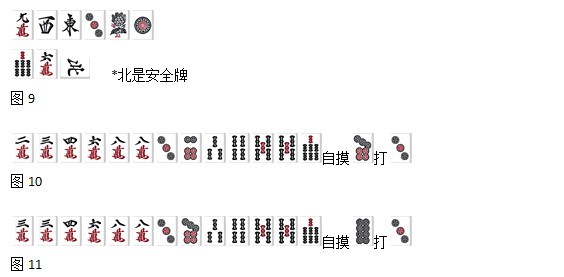 九萬 西 東
六萬 北 *北是安全牌
图 9
二萬 三萬 四萬 六萬 八萬 八萬 自摸 打
图 10
三萬 三萬 四萬 六萬 八萬 八萬 自摸 打
图 11